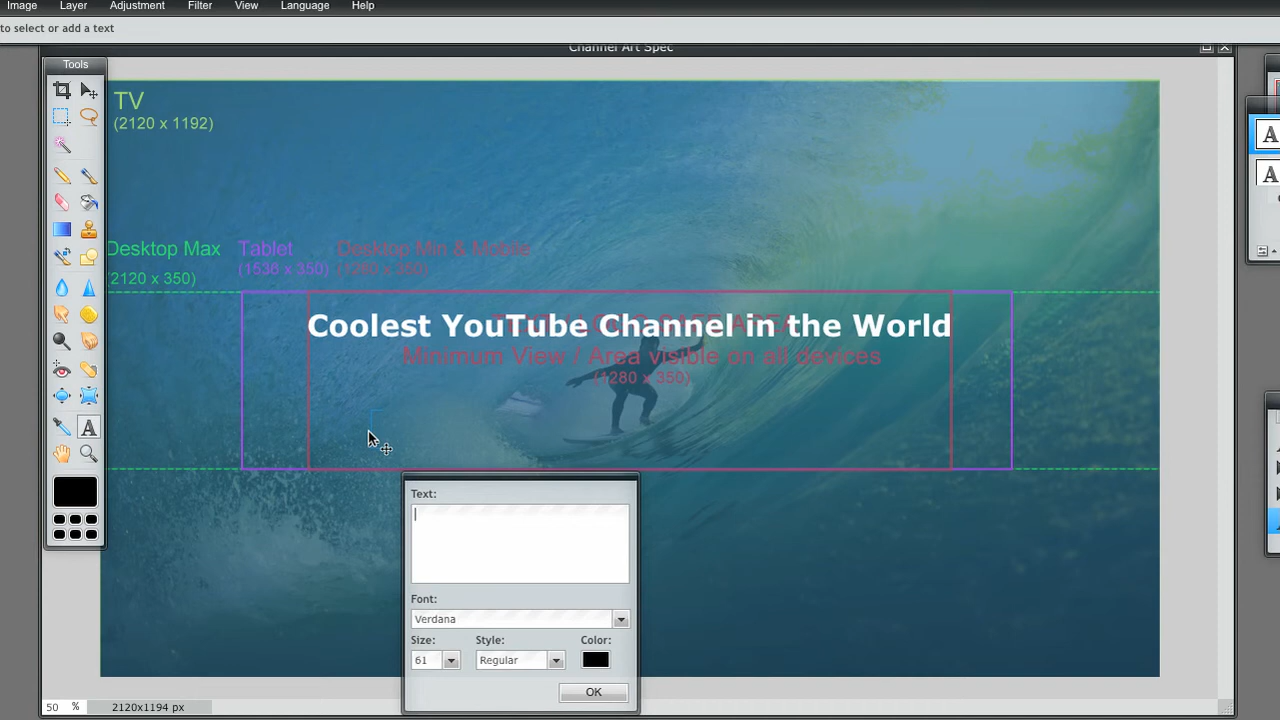 Image Layer Adjustment Filter View Language Help
to select or add a text
Channel Art Spec
Tools
TV
(2120 x 1192)
Desktop Max Tablet Desktop Min & Mobile
(2120 x 350) (1536 x 350) (1280 x 350)
Coolest YouTube Channel in the World
Minimum View / Area visible on all devices
(1280 x 350)
Text:
Font:
Verdana
Size: Style: Color:
61 Regular
OK
50 % 2120x1194 px